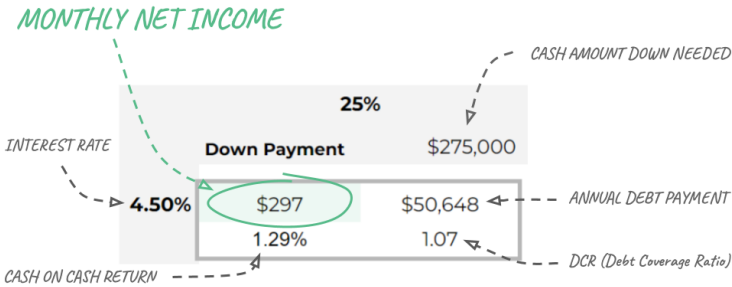 MONTHLY NET INCOME
CASH AMOUNT DOWN NEEDED
25%
INTEREST RATE
Down Payment
$275,000
4.50%
$297
$50,648
ANNUAL DEBT PAYMENT
1.29%
1.07
DCR (Debt Coverage Ratio)
CASH ON CASH RETURN